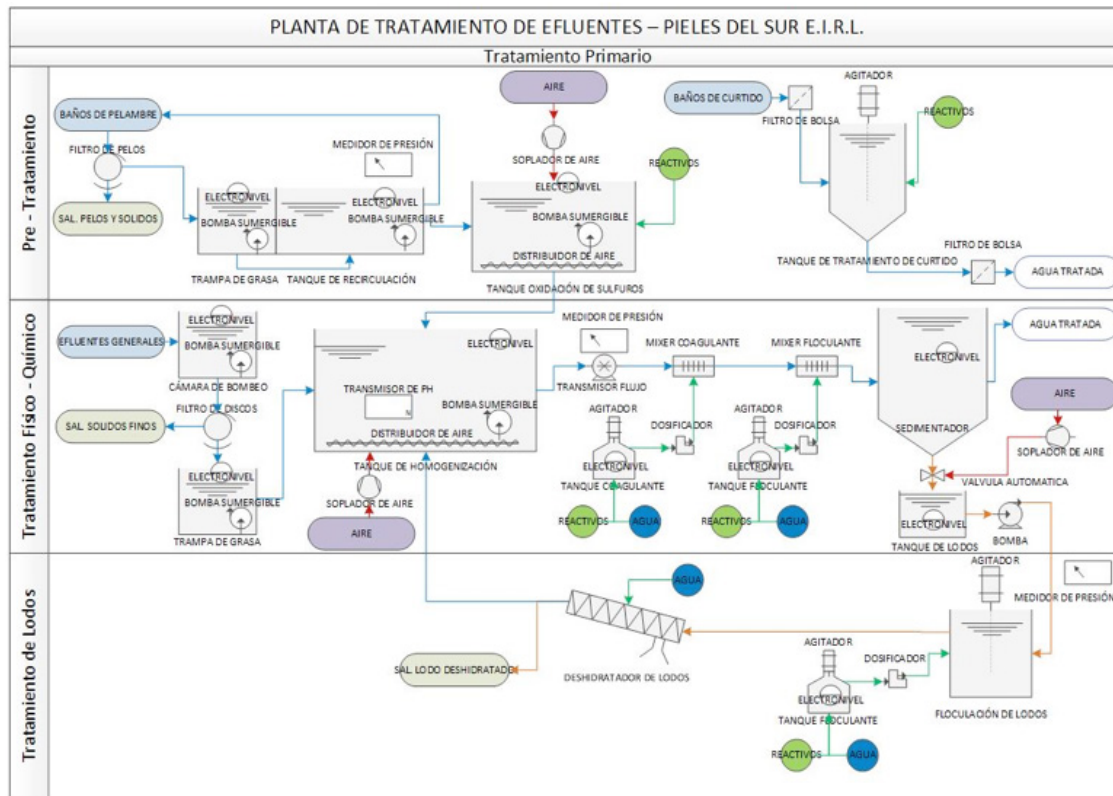 PLANTA DE TRATAMIENTO DE EFLUENTES – PIELES DEL SUR E.I.R.L.
Tratamiento Primario
Pre - Tratamiento
BAÑOS DE PELAMBRE
FILTRO DE PELOS
SAL. PELOS Y SOLIDOS
ELECTRONIVEL
BOMBA SUMERGIBLE
TRAMPA DE GRASA
MEDIDOR DE PRESIÓN
ELECTRONIVEL
BOMBA SUMERGIBLE
TANQUE DE RECIRCULACIÓN
AIRE
SOPLADOR DE AIRE
REACTIVOS
ELECTRONIVEL
BOMBA SUMERGIBLE
DISTRIBUIDOR DE AIRE
TANQUE OXIDACIÓN DE SULFUROS
BAÑOS DE CURTIDO
FILTRO DE BOLSA
AGITADOR
REACTIVOS
TANQUE DE TRATAMIENTO DE CURTIDO
FILTRO DE BOLSA
AGUA TRATADA
Tratamiento Físico - Químico
EFLUENTES GENERALES
ELECTRONIVEL
BOMBA SUMERGIBLE
CÁMARA DE BOMBEO
FILTRO DE DISCOS
SAL. SOLIDOS FINOS
ELECTRONIVEL
BOMBA SUMERGIBLE
TRAMPA DE GRASA
ELECTRONIVEL
TRANSMISOR DE PH
N
BOMBA SUMERGIBLE
DISTRIBUIDOR DE AIRE
TANQUE DE HOMOGENIZACIÓN
SOPLADOR DE AIRE
AIRE
MEDIDOR DE PRESIÓN
TRANSMISOR FLUJO
MIXER COAGULANTE
AGITADOR
DOSIFICADOR
ELECTRONIVEL
TANQUE COAGULANTE
REACTIVOS
AGUA
MIXER FLOCULANTE
AGITADOR
DOSIFICADOR
ELECTRONIVEL
TANQUE FLOCULANTE
REACTIVOS
AGUA
ELECTRONIVEL
SEDIMENTADOR
AGUA TRATADA
AIRE
SOPLADOR DE AIRE
VALVULA AUTOMATICA
ELECTRONIVEL
TANQUE DE LODOS
BOMBA
Tratamiento de Lodos
AGUA
DESHIDRATADOR DE LODOS
SAL. LODO DESHIDRATADO
AGITADOR
DOSIFICADOR
ELECTRONIVEL
TANQUE FLOCULANTE
REACTIVOS
AGUA
AGITADOR
MEDIDOR DE PRESIÓN
FLOCULACIÓN DE LODOS